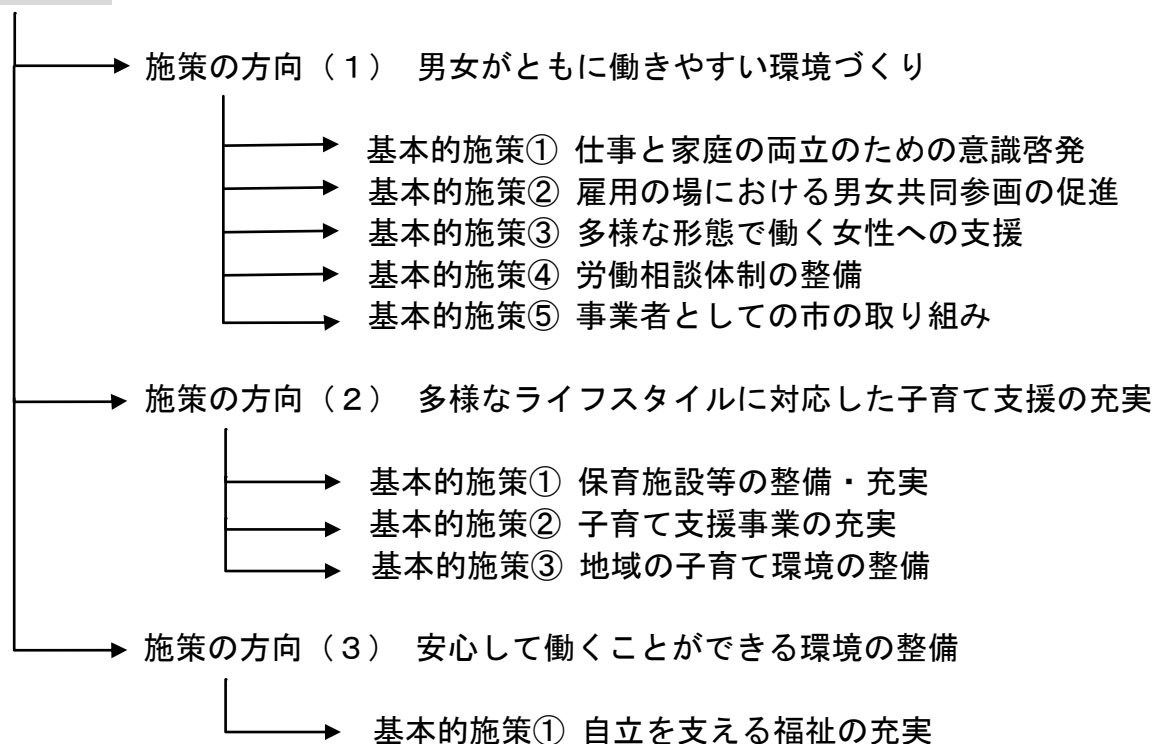 施策の方向（１） 男女がともに働きやすい環境づくり
基本的施策① 仕事と家庭の両立のための意識啓発
基本的施策② 雇用の場における男女共同参画の促進
基本的施策③ 多様な形態で働く女性への支援
基本的施策④ 労働相談体制の整備
基本的施策⑤ 事業者としての市の取り組み
施策の方向（２） 多様なライフスタイルに対応した子育て支援の充実
基本的施策① 保育施設等の整備・充実
基本的施策② 子育て支援事業の充実
基本的施策③ 地域の子育て環境の整備
施策の方向（３） 安心して働くことができる環境の整備
基本的施策① 自立を支える福祉の充実